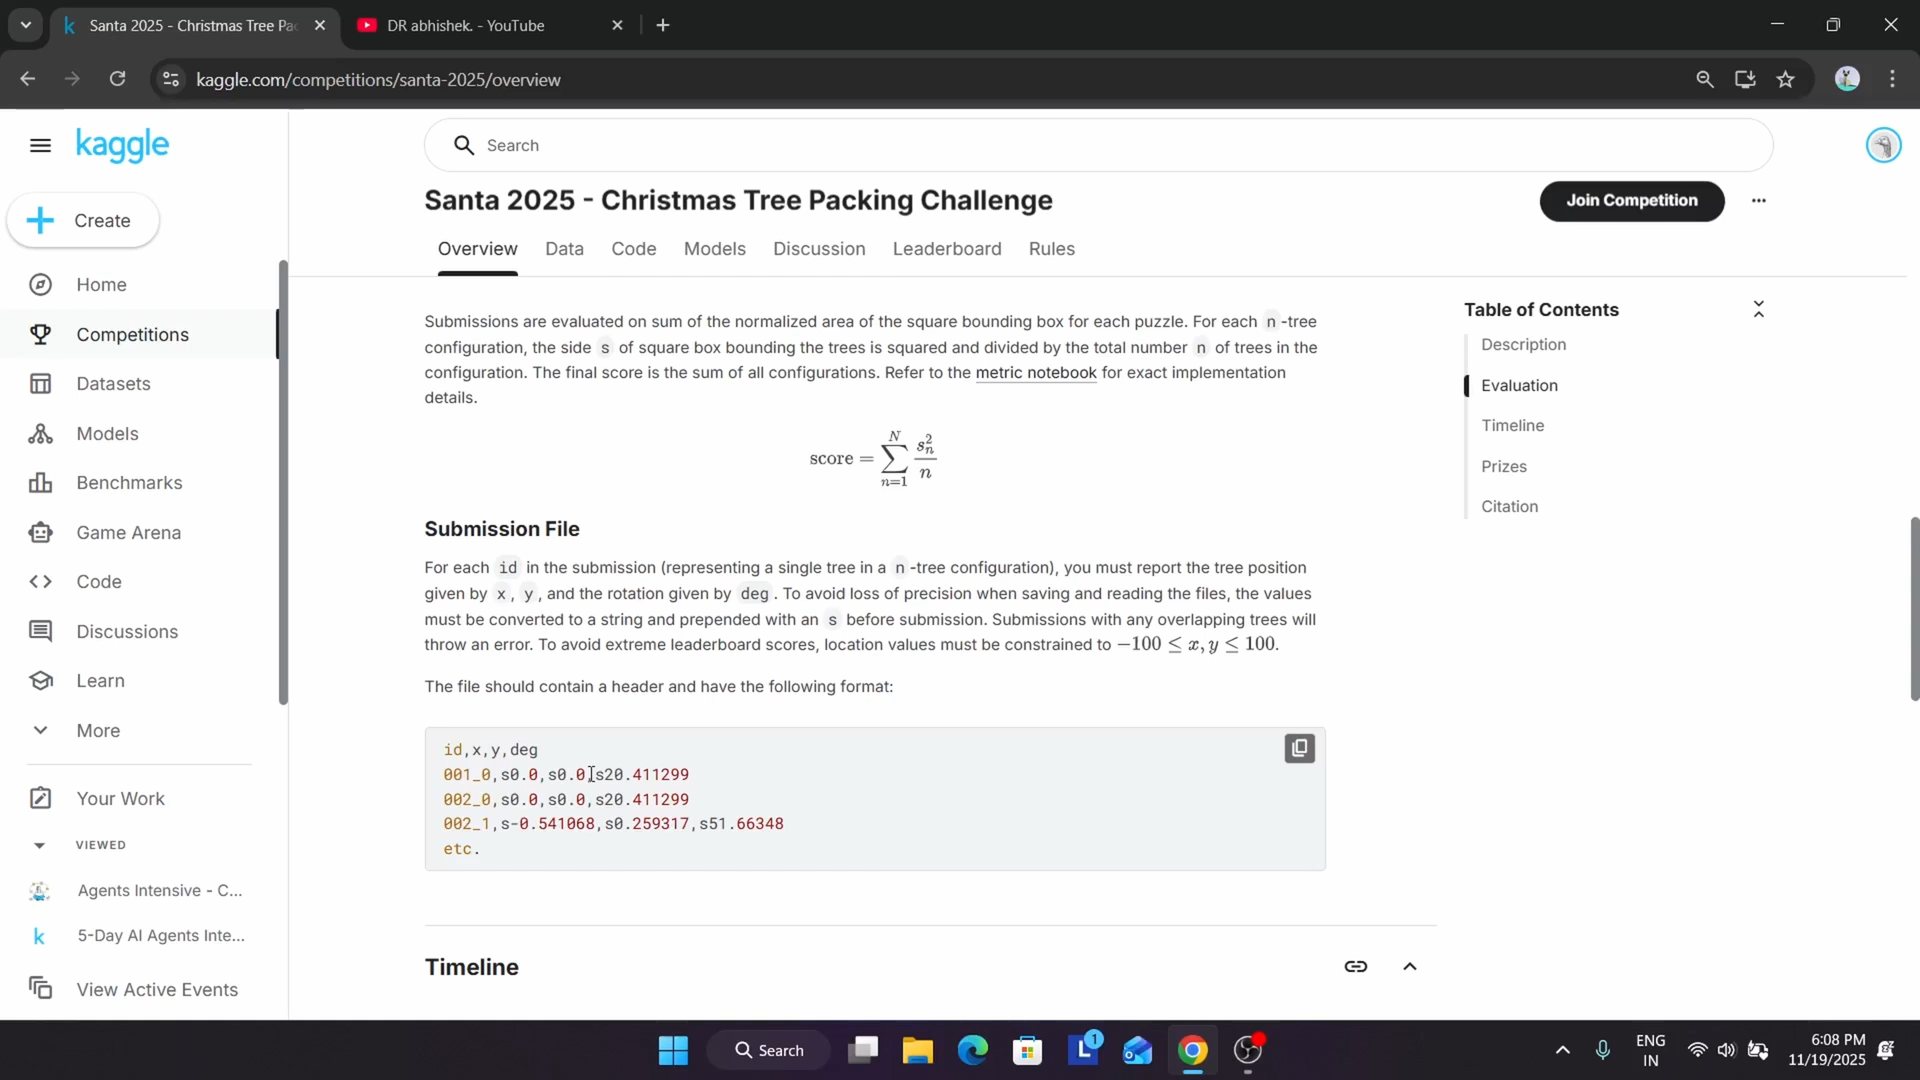 Santa 2025 - Christmas Tree Pac
DR abhishek. - YouTube
kaggle.com/competitions/santa-2025/overview
kaggle
Search
Create
Santa 2025 - Christmas Tree Packing Challenge
Join Competition
Overview
Data
Code
Models
Discussion
Leaderboard
Rules
Home
Competitions
Datasets
Models
Benchmarks
Game Arena
Code
Discussions
Learn
More
Your Work
VIEWED
Agents Intensive - C...
5-Day AI Agents Inte...
View Active Events
Submissions are evaluated on sum of the normalized area of the square bounding box for each puzzle. For each n -tree
configuration, the side s of square box bounding the trees is squared and divided by the total number n of trees in the
configuration. The final score is the sum of all configurations. Refer to the metric notebook for exact implementation
details.
score = ∑_{n=1}^{N} s_n^2 / n
Submission File
For each id in the submission (representing a single tree in a n -tree configuration), you must report the tree position
given by x , y , and the rotation given by deg . To avoid loss of precision when saving and reading the files, the values
must be converted to a string and prepended with an s before submission. Submissions with any overlapping trees will
throw an error. To avoid extreme leaderboard scores, location values must be constrained to −100 ≤ x, y ≤ 100.
The file should contain a header and have the following format:
id,x,y,deg
001_0,s0.0,s0.0,s20.411299
002_0,s0.0,s0.0,s20.411299
002_1,s-0.541068,s0.259317,s51.66348
etc.
Timeline
Table of Contents
Description
Evaluation
Timeline
Prizes
Citation
Search
1
ENG
IN
6:08 PM
11/19/2025